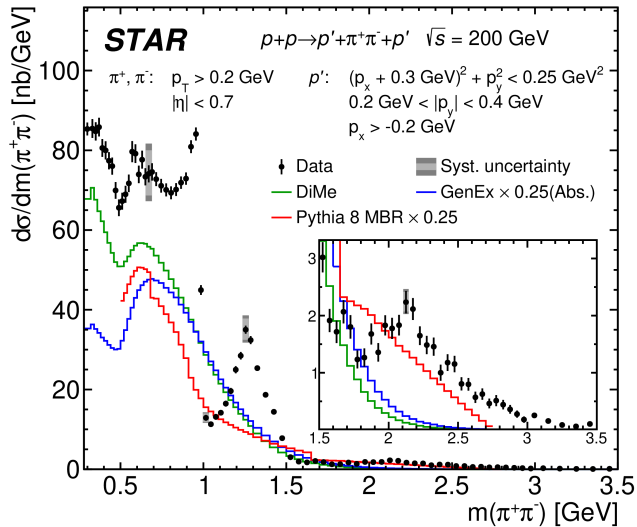 STAR
p+p→p′+π⁺π⁻+p′ √s = 200 GeV
π⁺, π⁻: p_T > 0.2 GeV
|η| < 0.7
p′: (p_x + 0.3 GeV)² + p_y² < 0.25 GeV²
0.2 GeV < |p_y| < 0.4 GeV
p_x > -0.2 GeV
Data
Syst. uncertainty
DiMe
GenEx × 0.25(Abs.)
Pythia 8 MBR × 0.25
dσ/dm(π⁺π⁻) [nb/GeV]
100
80
60
40
20
0
3
2
1
1.5 2 2.5 3 3.5
0.5 1 1.5 2 2.5 3 3.5
m(π⁺π⁻) [GeV]